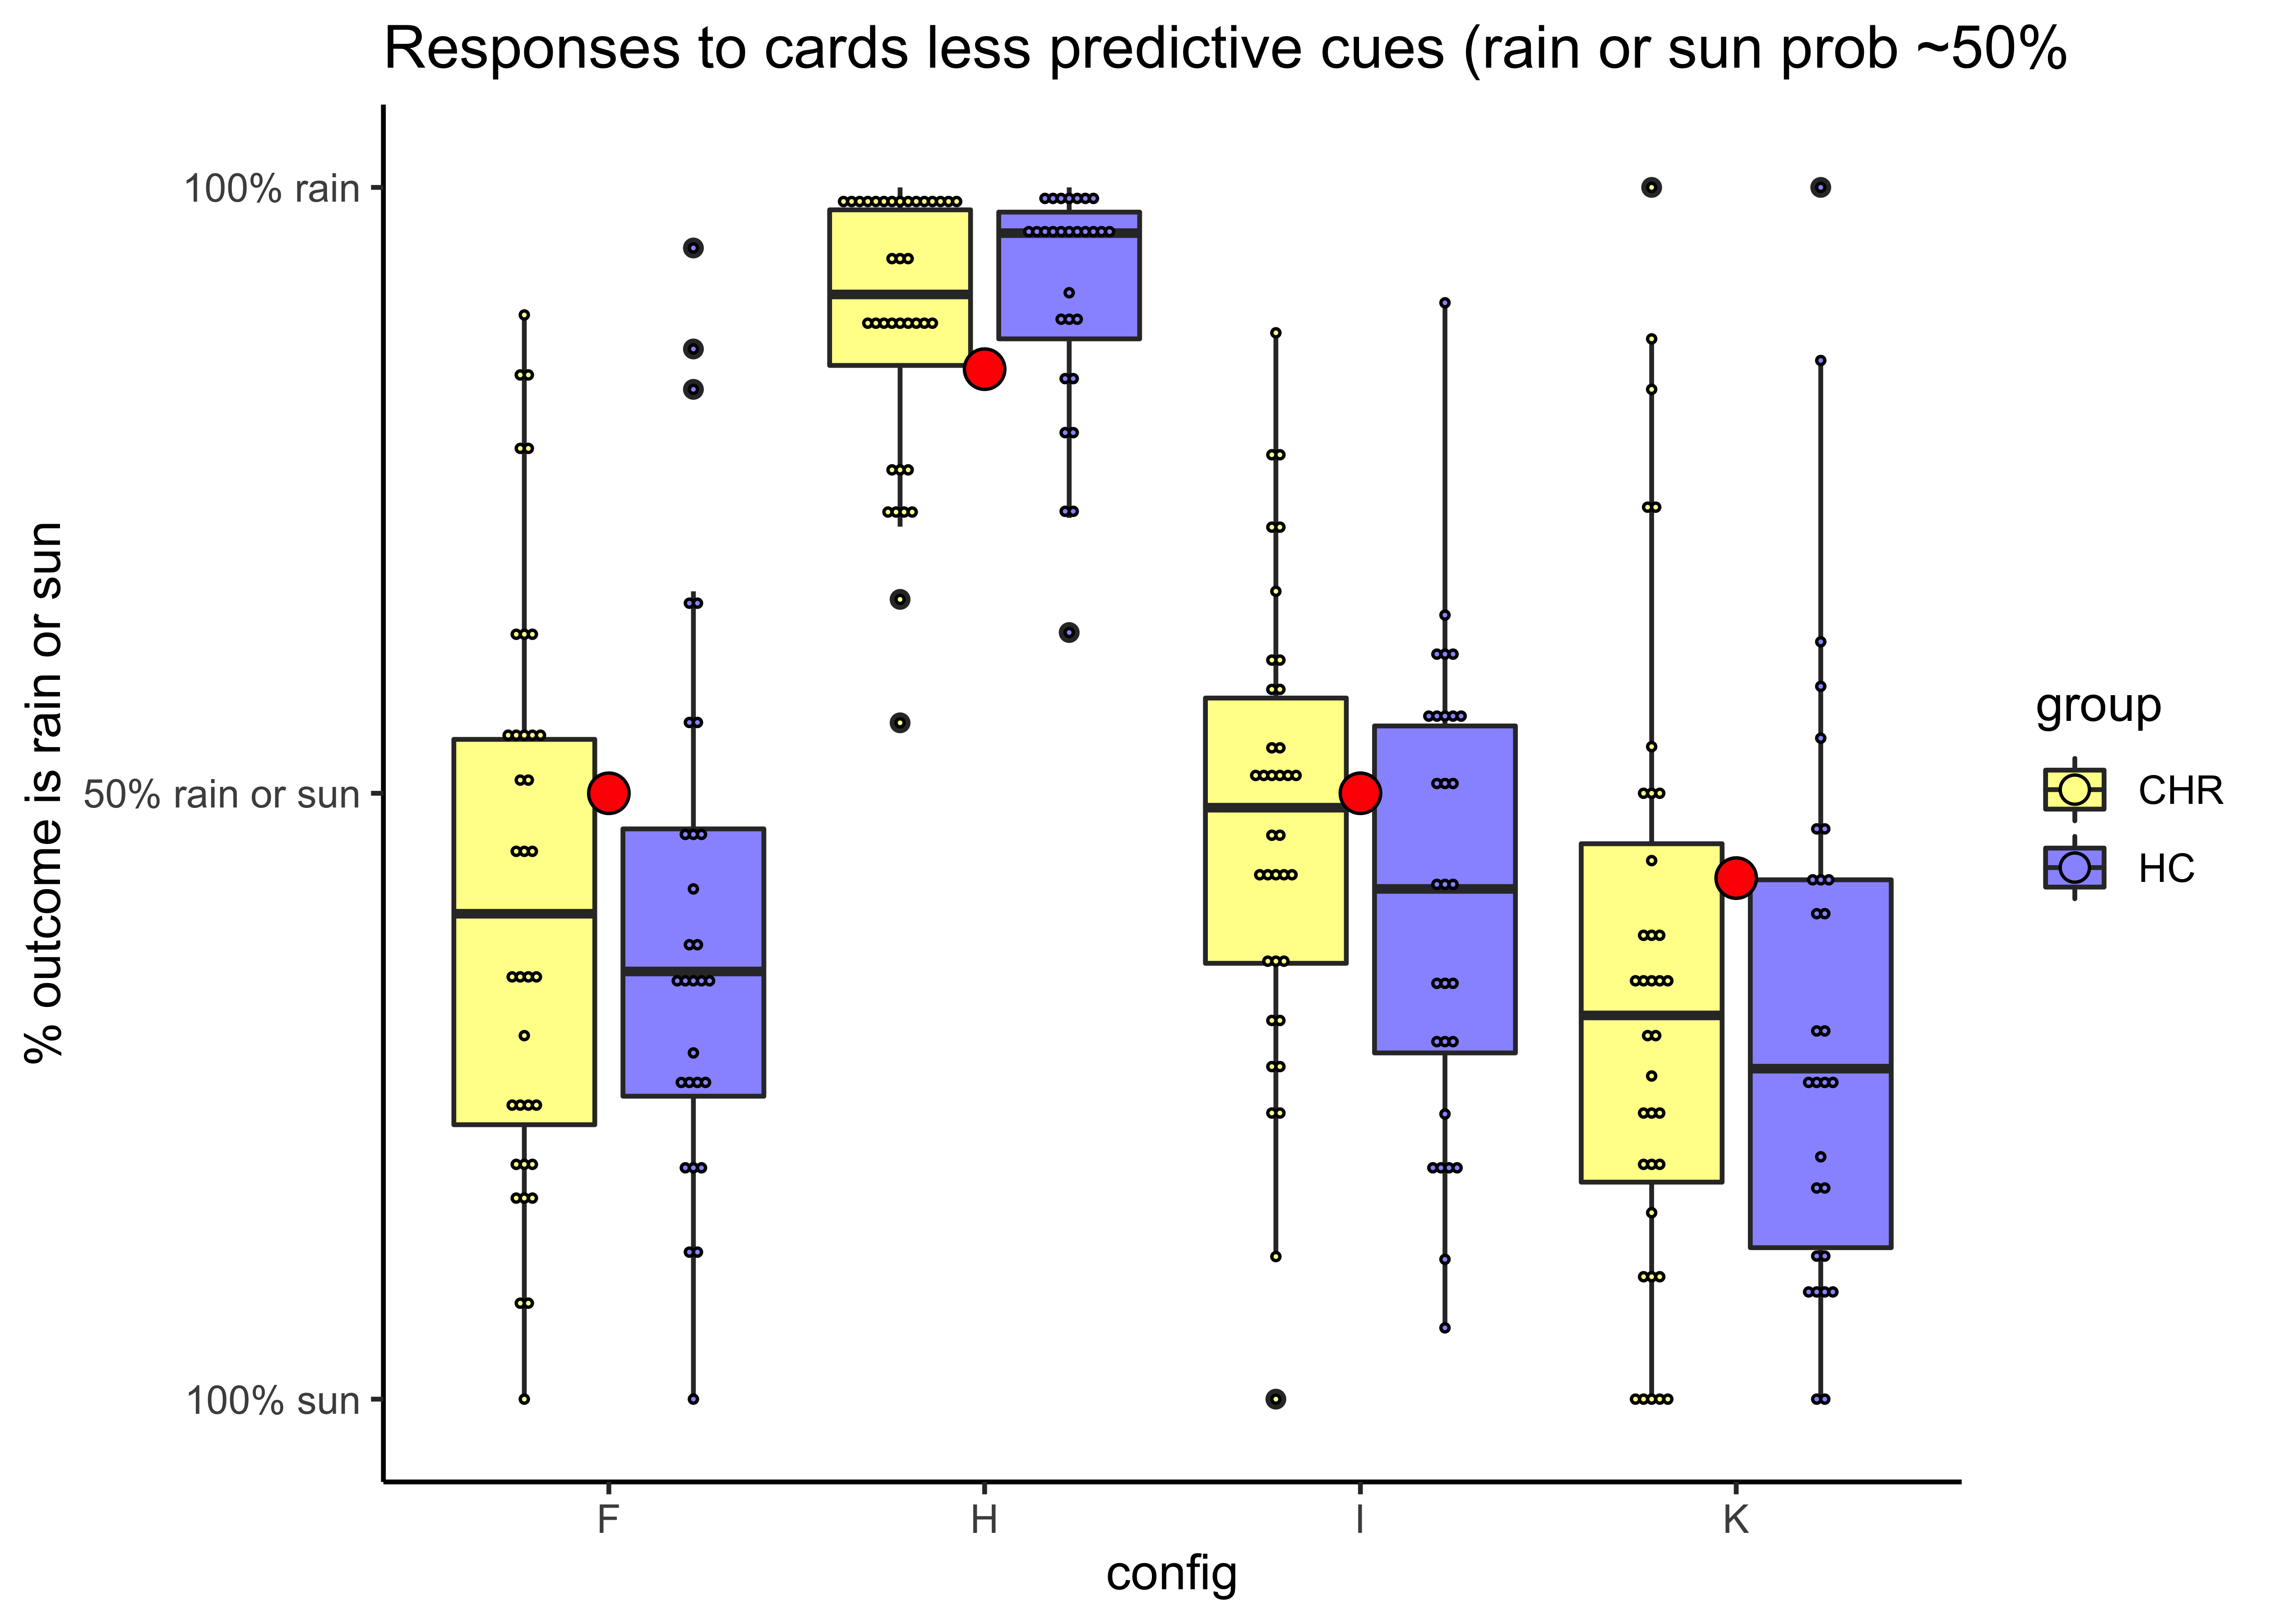 Responses to cards less predictive cues (rain or sun prob ~50%
% outcome is rain or sun
100% rain
50% rain or sun
100% sun
F
H
I
K
config
group
CHR
HC